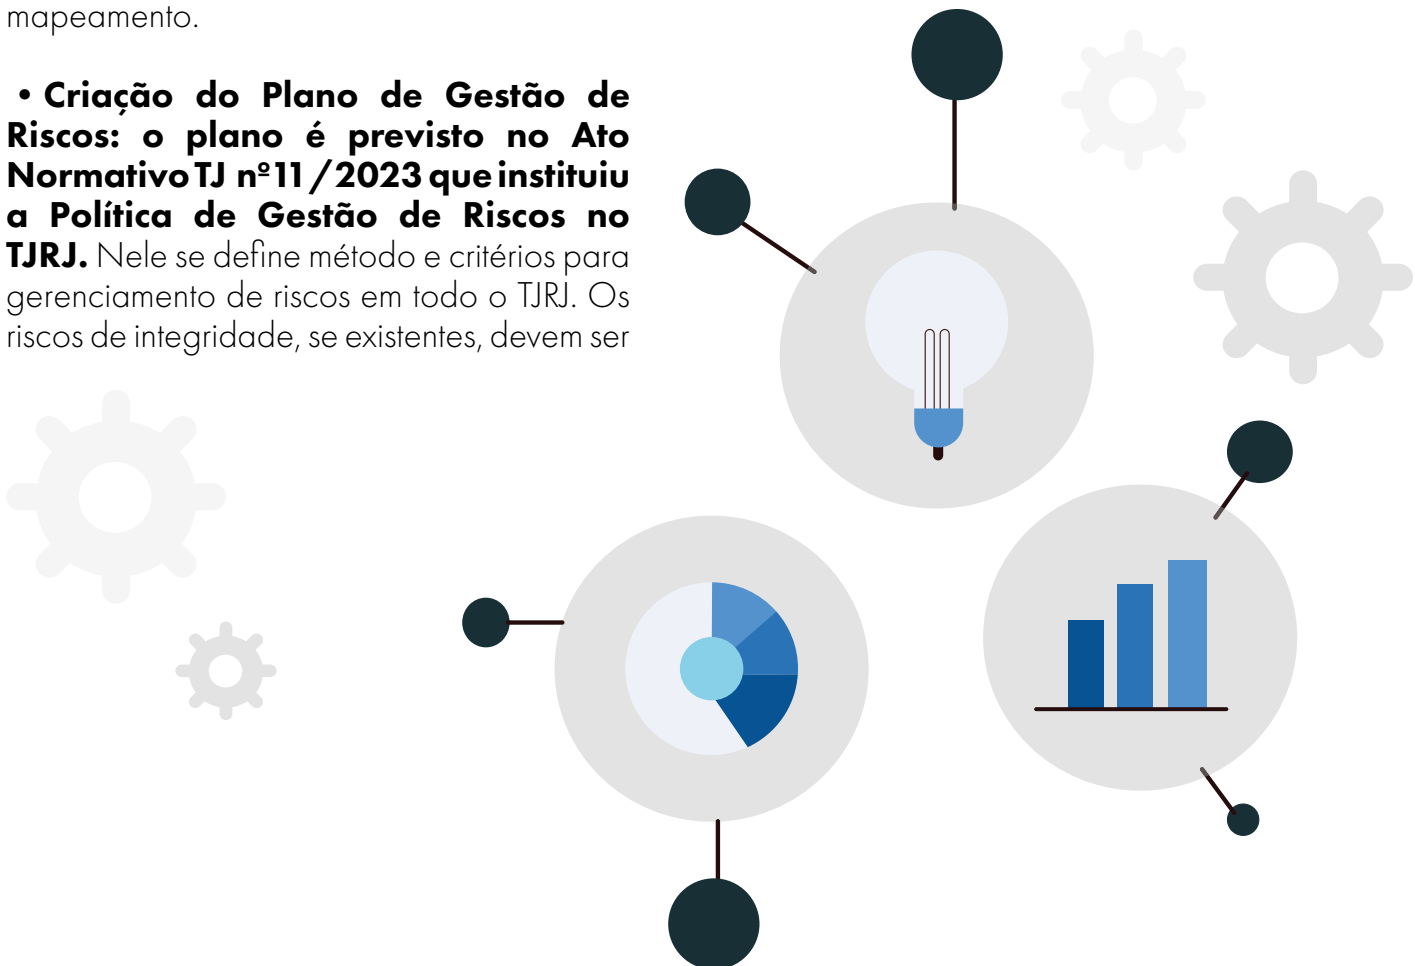 mapeamento.
• Criação do Plano de Gestão de
Riscos: o plano é previsto no Ato
Normativo TJ nº11/2023 que instituiu
a Política de Gestão de Riscos no
TJRJ. Nele se define método e critérios para
gerenciamento de riscos em todo o TJRJ. Os
riscos de integridade, se existentes, devem ser